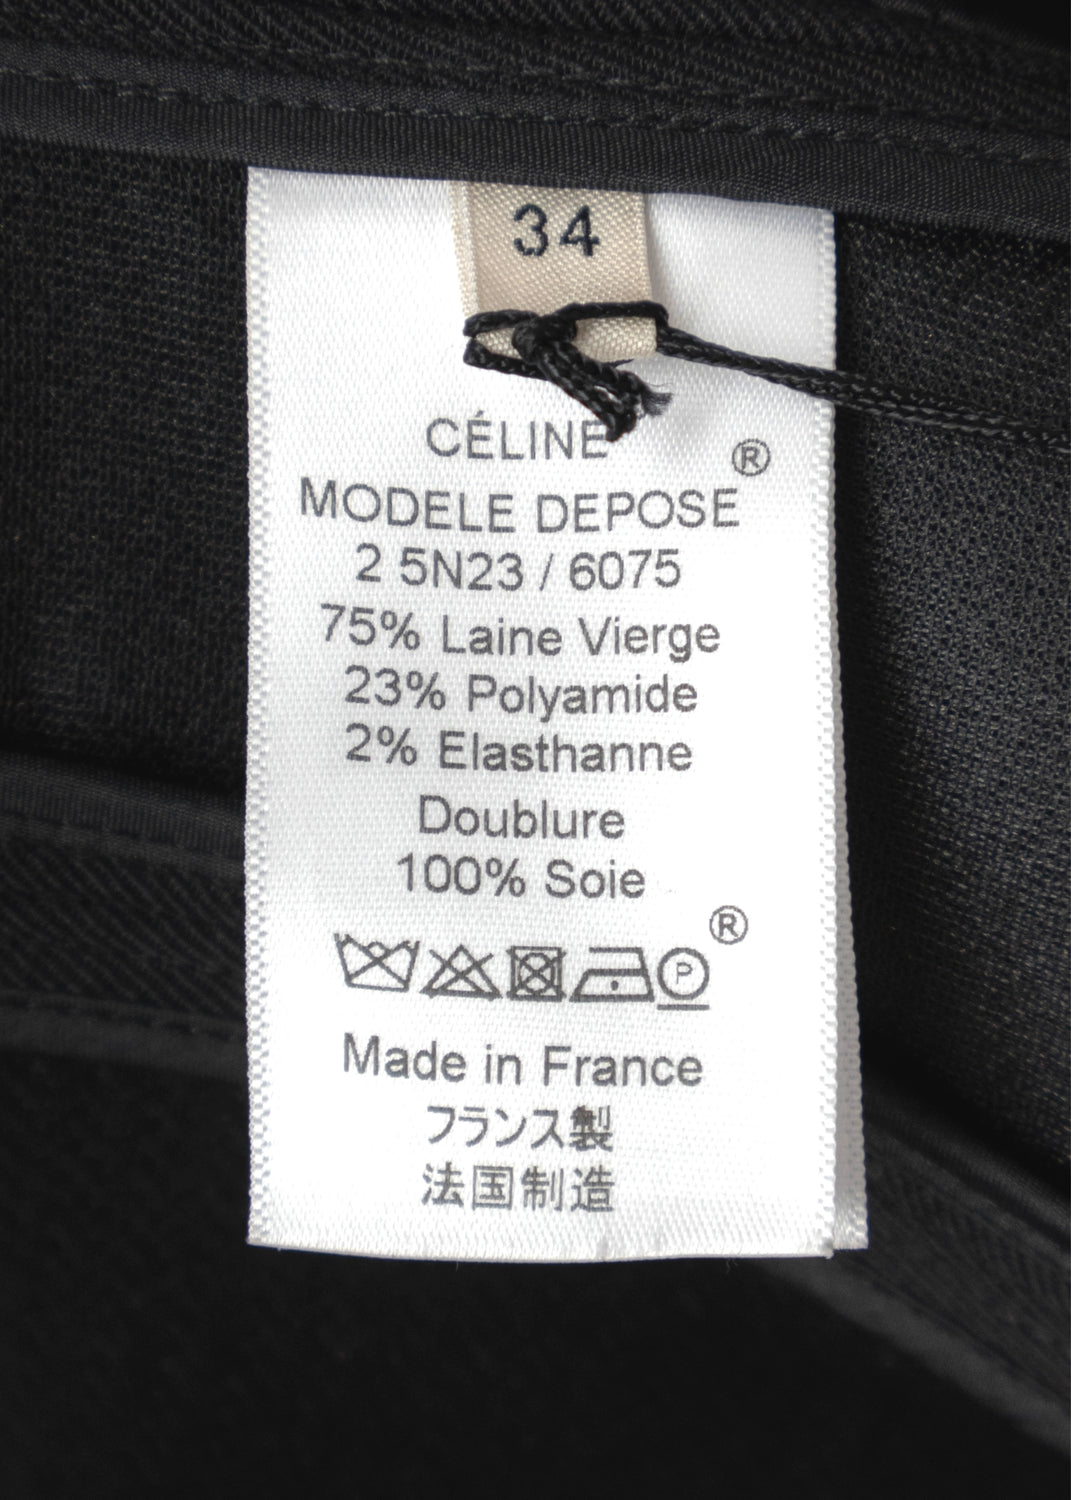 34
CÉLINE
MODELE DEPOSE®
2 5N23 / 6075
75% Laine Vierge
23% Polyamide
2% Elasthanne
Doublure
100% Soie
®
P
Made in France
フランス製
法国制造